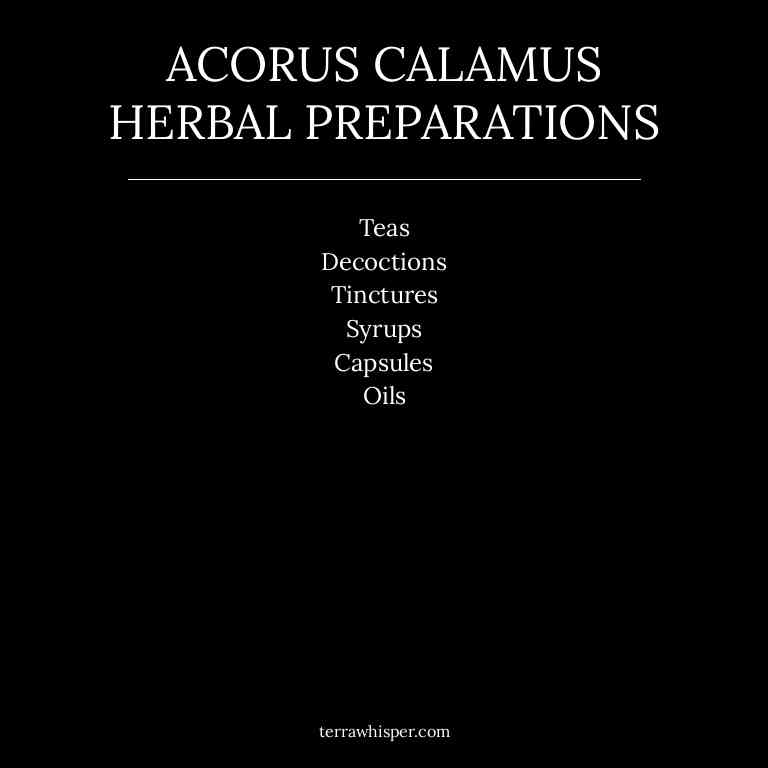 ACORUS CALAMUS
HERBAL PREPARATIONS
Teas
Decoctions
Tinctures
Syrups
Capsules
Oils
terrawhisper.com